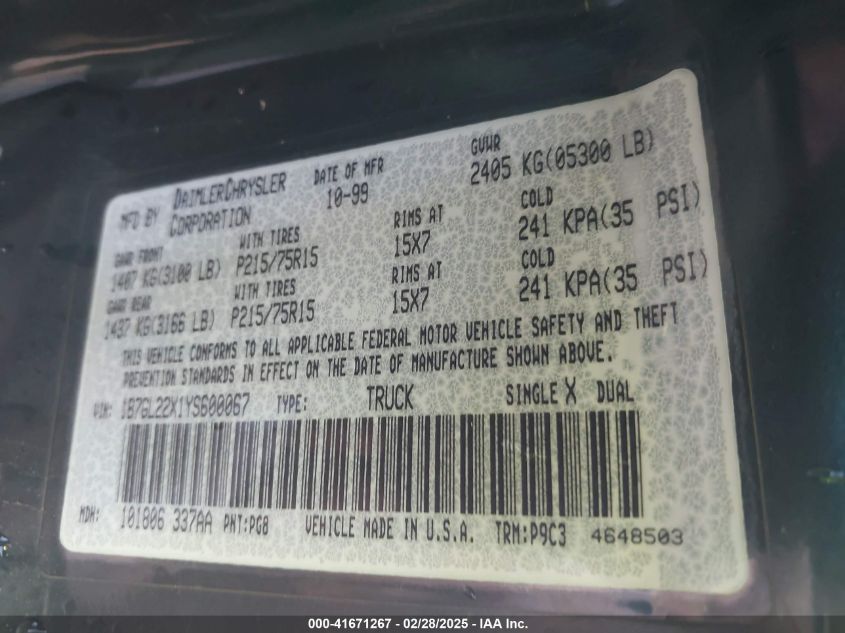 MFD BY DAIMLERCHRYSLER CORPORATION DATE OF MFR 10-99 GVWR 2405 KG(05300 LB)
GAWR FRONT WITH TIRES RIMS AT COLD
1407 KG(3100 LB) P215/75R15 15X7 241 KPA(35 PSI)
GAWR REAR WITH TIRES RIMS AT COLD
1437 KG(3166 LB) P215/75R15 15X7 241 KPA(35 PSI)
THIS VEHICLE CONFORMS TO ALL APPLICABLE FEDERAL MOTOR VEHICLE SAFETY AND THEFT
PREVENTION STANDARDS IN EFFECT ON THE DATE OF MANUFACTURE SHOWN ABOVE.
VIN: 1B7GL22X1YS600067 TYPE: TRUCK SINGLE X DUAL
MDH: 101806 337AA PNT:PG8 VEHICLE MADE IN U.S.A. TRM:P9C3 4648503
000-41671267 - 02/28/2025 - IAA Inc.